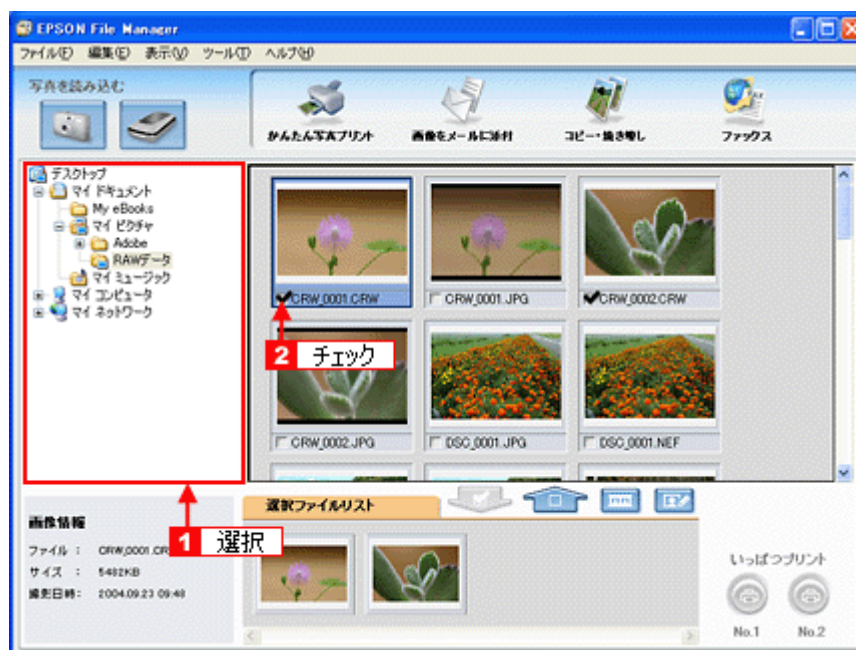 EPSON File Manager
ファイル(F) 編集(E) 表示(V) ツール(T) ヘルプ(H)
写真を読み込む
かんたん写真プリント 画像をメールに添付 コピー・焼き増し ファックス
デスクトップ
マイ ドキュメント
My eBooks
マイ ピクチャ
Adobe
RAWデータ
マイ ミュージック
マイ コンピュータ
マイ ネットワーク
CRW_0001.CRW CRW_0001.JPG CRW_0002.CRW
2 チェック
CRW_0002.JPG DSC_0001.JPG DSC_0001.NEF
1 選択
選択ファイルリスト
画像情報
ファイル : CRW_0001.CR
サイズ : 5482KB
撮影日時: 2004.09.23 09:48
いっぱつプリント
No.1 No.2